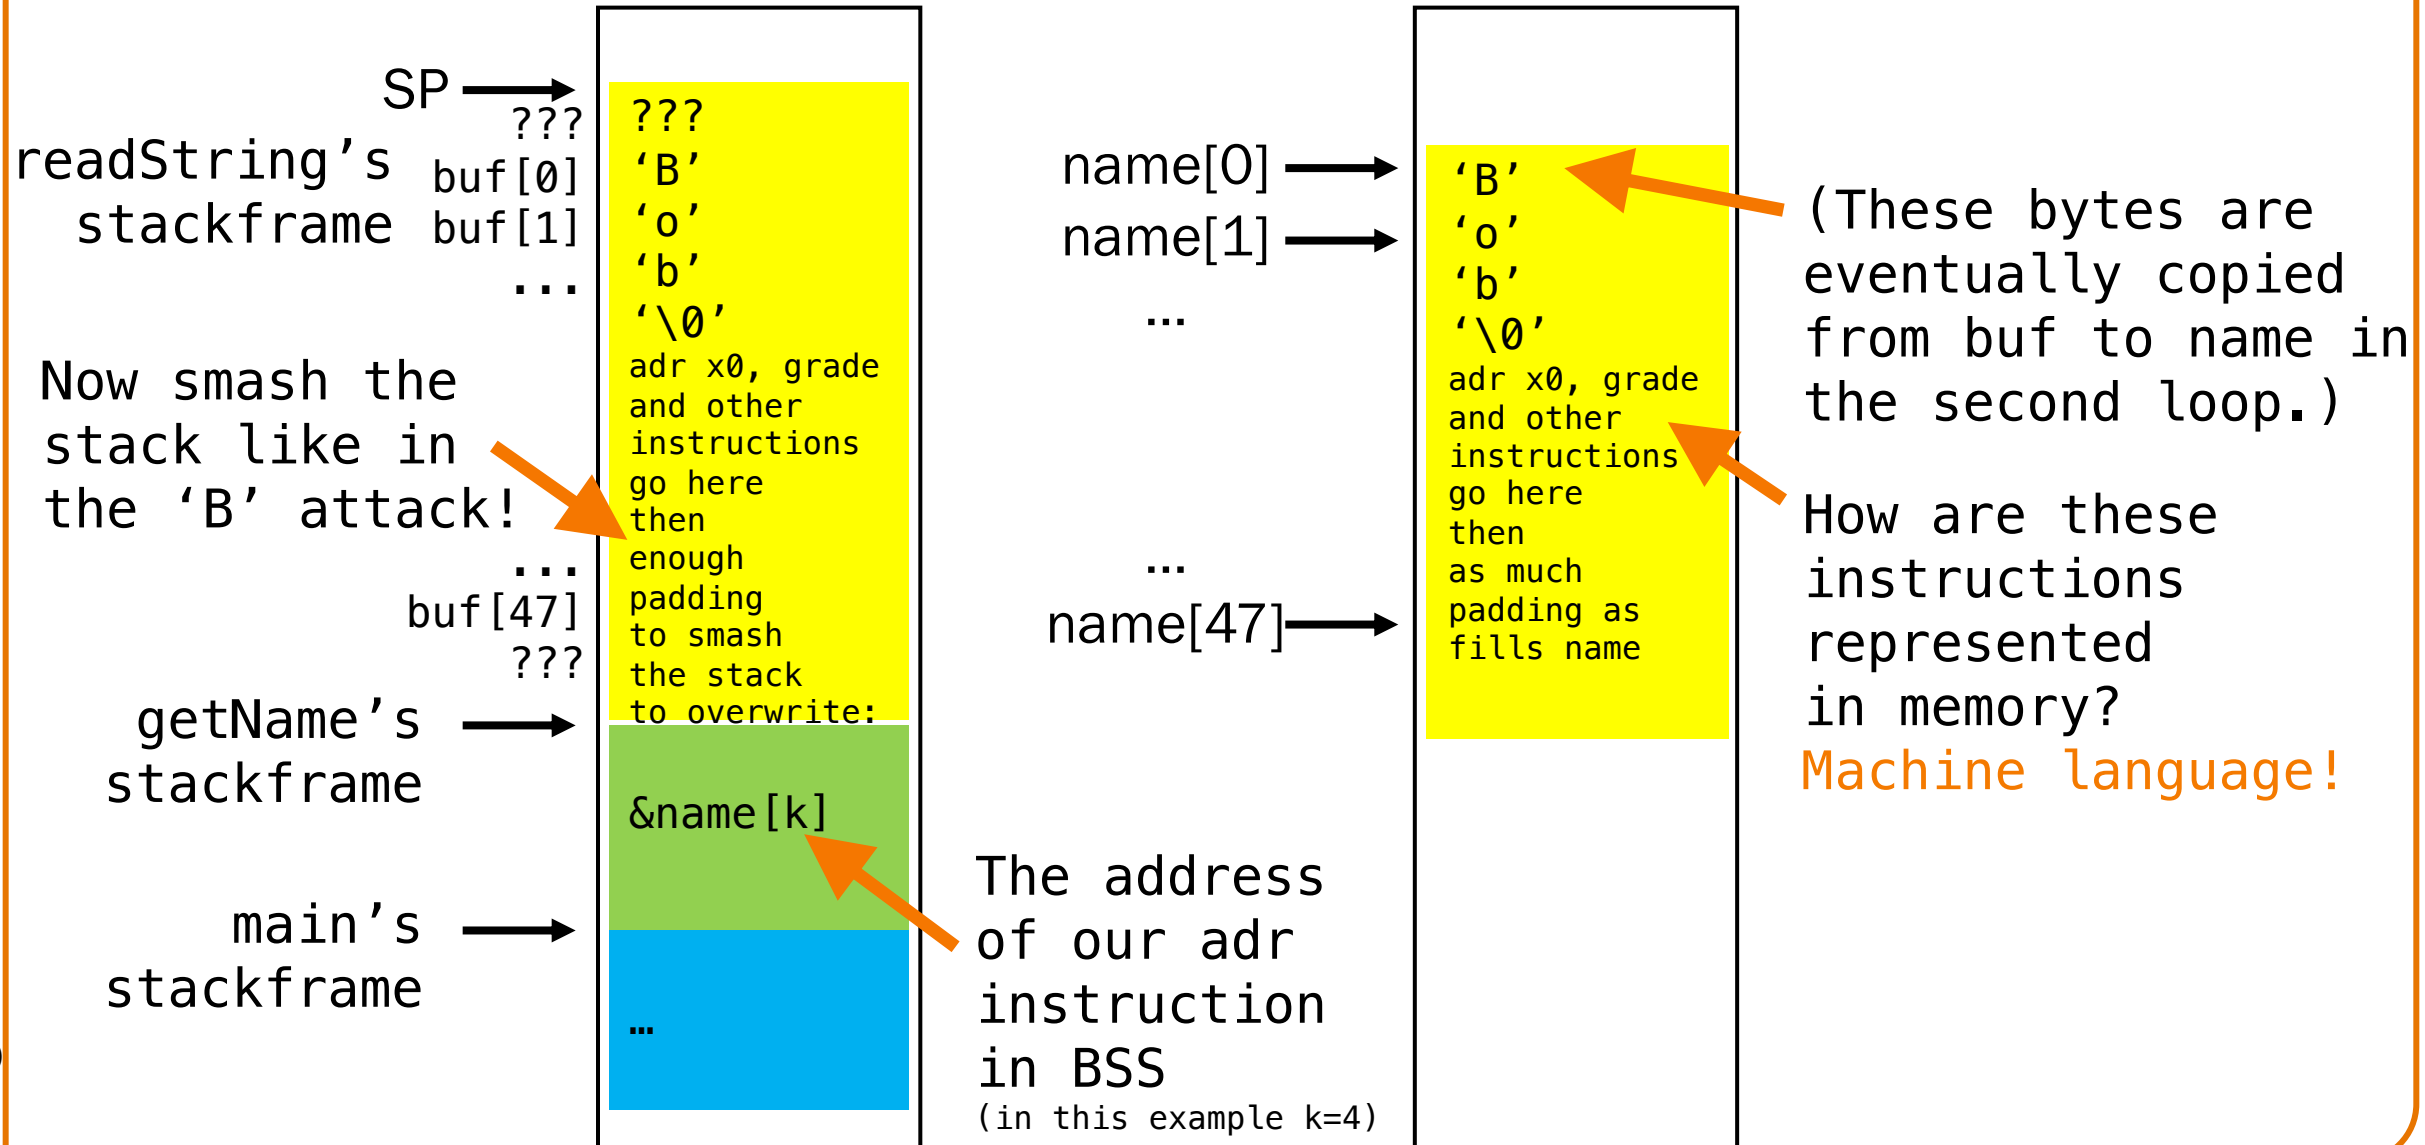 SP
???
readString’s
stackframe
buf[0]
buf[1]
...
Now smash the
stack like in
the ‘B’ attack!
...
buf[47]
???
getName’s
stackframe
main’s
stackframe
???
‘B’
‘o’
‘b’
‘\0’
adr x0, grade
and other
instructions
go here
then
enough
padding
to smash
the stack
to overwrite:
&name[k]
…
name[0]
name[1]
…
…
name[47]
The address
of our adr
instruction
in BSS
(in this example k=4)
‘B’
‘o’
‘b’
‘\0’
adr x0, grade
and other
instructions
go here
then
as much
padding as
fills name
(These bytes are
eventually copied
from buf to name in
the second loop.)
How are these
instructions
represented
in memory?
Machine language!